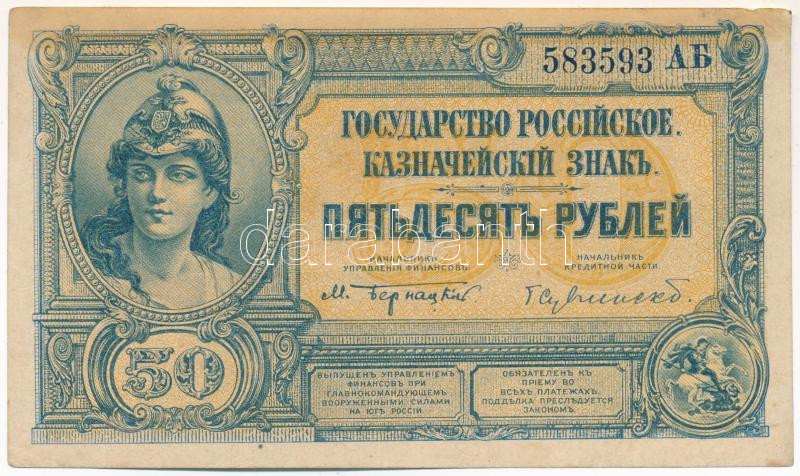 583593 АБ
ГОСУДАРСТВО РОССІЙСКОЕ.
КАЗНАЧЕЙСКІЙ ЗНАКЪ.
ПЯТЬДЕСЯТЪ РУБЛЕЙ
НАЧАЛЬНИКЪ
УПРАВЛЕНІЯ ФИНАНСОВЪ
НАЧАЛЬНИКЪ
КРЕДИТНОЙ ЧАСТИ.
М. Бернацкій
darabanth
50
ВЫПУЩЕНЪ УПРАВЛЕНІЕМЪ
ФИНАНСОВЪ ПРИ
ГЛАВНОКОМАНДУЮЩЕМЪ
ВООРУЖЕННЫМИ СИЛАМИ
НА ЮГѢ РОССІИ
ОБЯЗАТЕЛЕНЪ КЪ
ПРІЕМУ ВО
ВСѢХЪ ПЛАТЕЖАХЪ.
ПОДДѢЛКА ПРЕСЛѢДУЕТСЯ
ЗАКОНОМЪ.